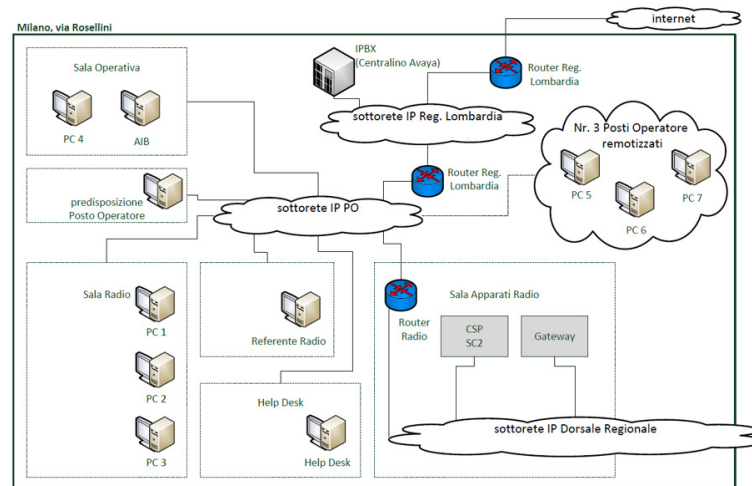 Milano, via Rosellini
internet
IPBX
(Centralino Avaya)
Router Reg.
Lombardia
Sala Operativa
PC 4
AIB
sottorete IP Reg. Lombardia
Nr. 3 Posti Operatore
remotizzati
PC 5
PC 6
PC 7
Router Reg.
Lombardia
predisposizione
Posto Operatore
sottorete IP PO
Sala Radio
PC 1
PC 2
PC 3
Referente Radio
Help Desk
Help Desk
Router
Radio
Sala Apparati Radio
CSP
SC2
Gateway
sottorete IP Dorsale Regionale